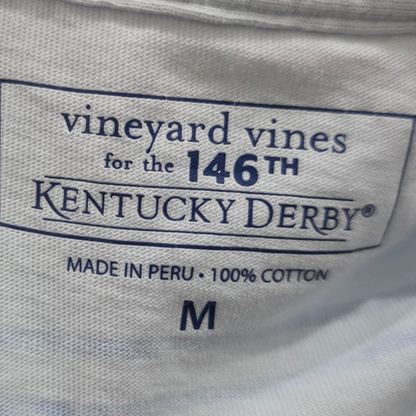 vineyard vines
for the 146TH
KENTUCKY DERBY®
MADE IN PERU • 100% COTTON
M